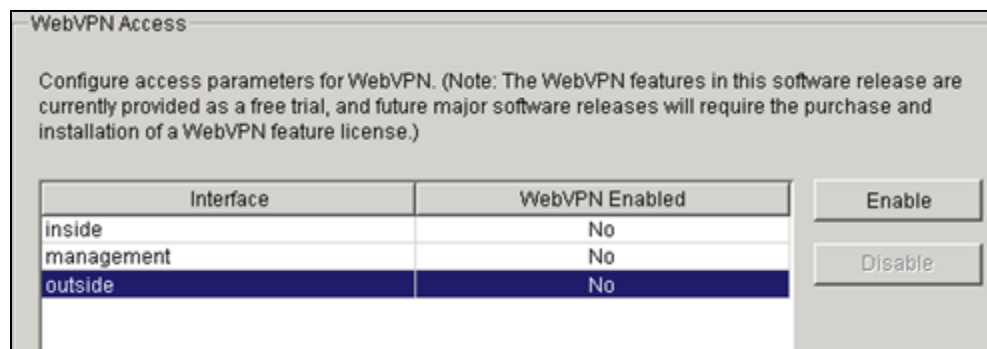 WebVPN Access
Configure access parameters for WebVPN. (Note: The WebVPN features in this software release are
currently provided as a free trial, and future major software releases will require the purchase and
installation of a WebVPN feature license.)
Interface WebVPN Enabled
inside No
management No
outside No
Enable
Disable